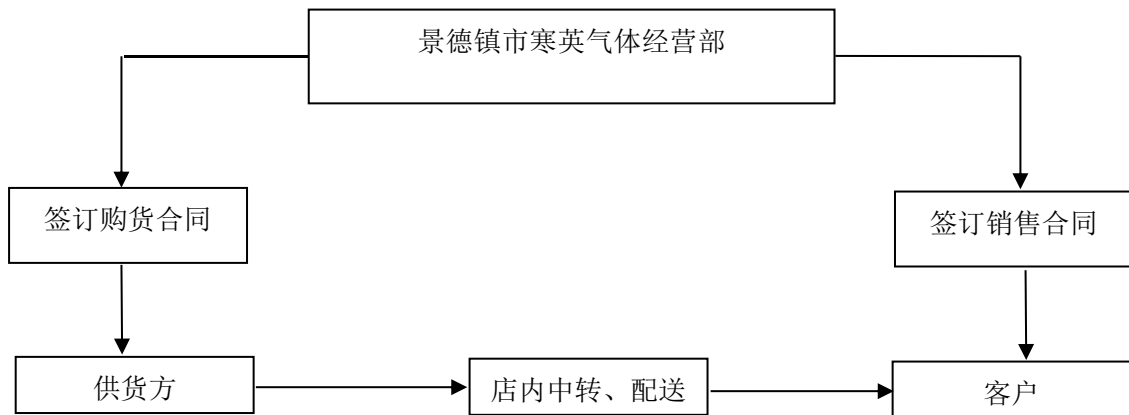 景德镇市寒英气体经营部
签订购货合同
签订销售合同
供货方
店内中转、配送
客户